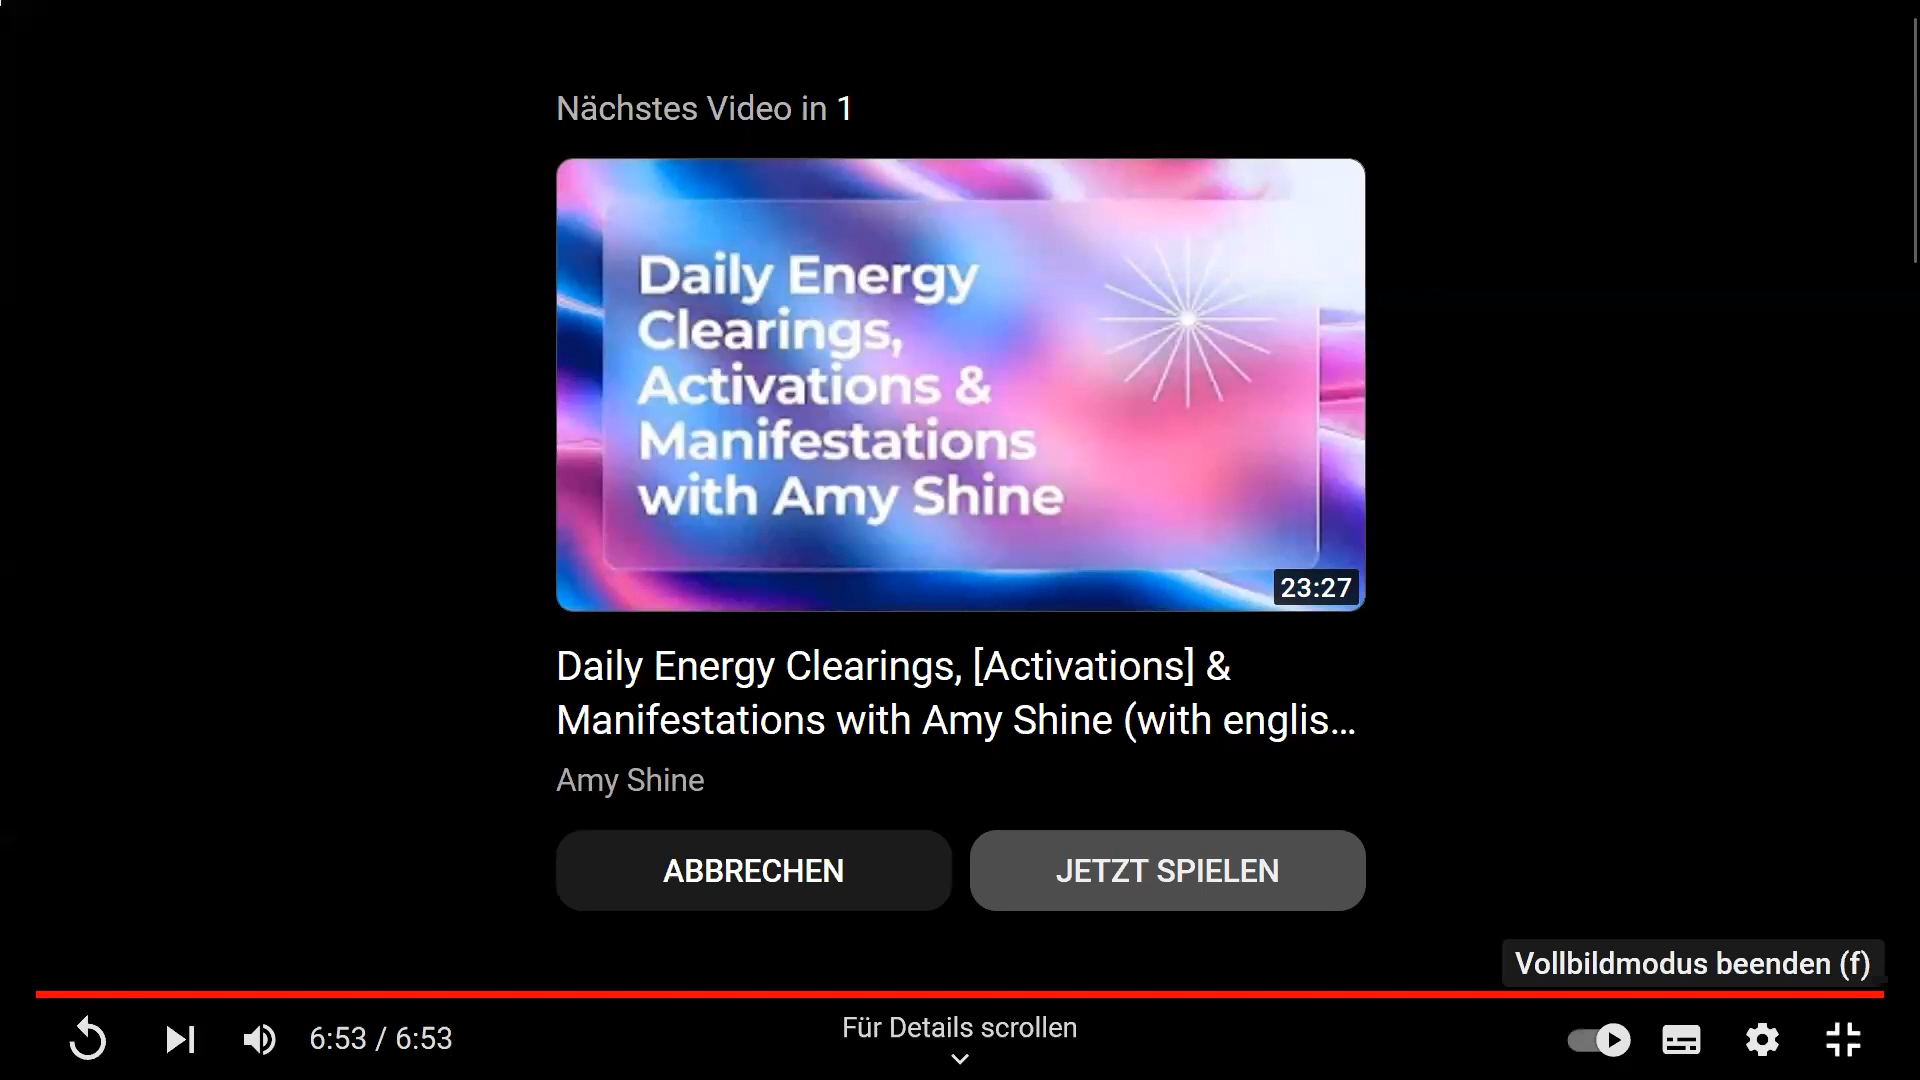 Nächstes Video in 1
Daily Energy
Clearings,
Activations &
Manifestations
with Amy Shine
23:27
Daily Energy Clearings, [Activations] &
Manifestations with Amy Shine (with englis...
Amy Shine
ABBRECHEN
JETZT SPIELEN
Vollbildmodus beenden (f)
6:53 / 6:53
Für Details scrollen